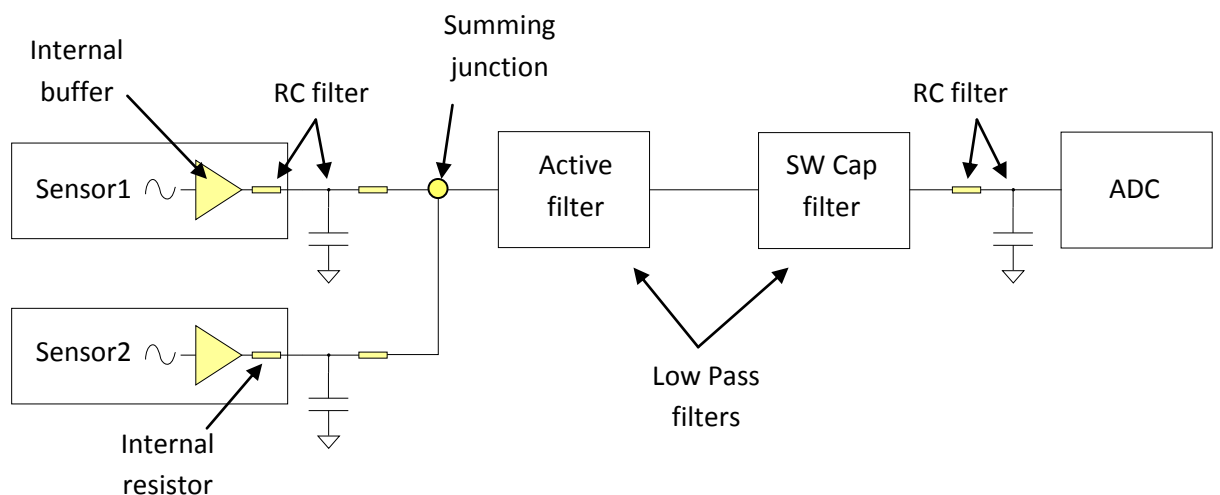 Summing
junction
Internal
buffer
RC filter
RC filter
Sensor1
Active
filter
SW Cap
filter
ADC
Sensor2
Low Pass
filters
Internal
resistor